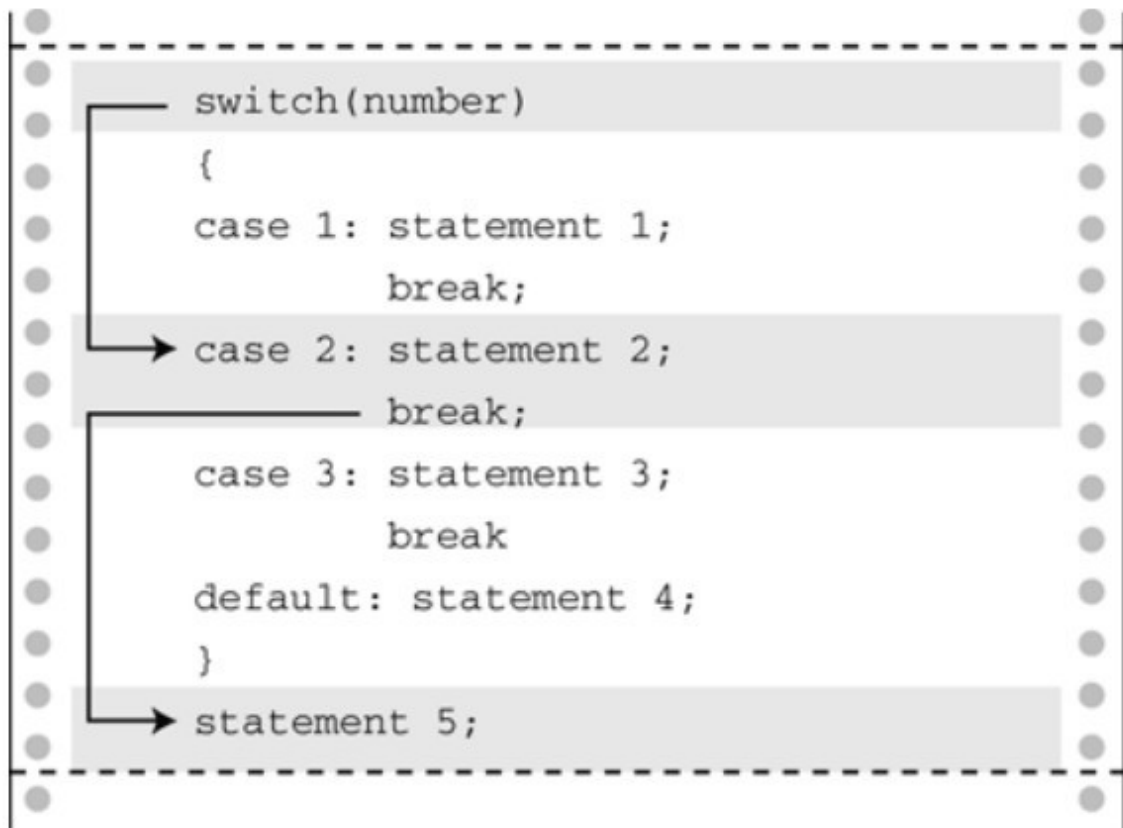 switch(number)
{
case 1: statement 1;
break;
case 2: statement 2;
break;
case 3: statement 3;
break
default: statement 4;
}
statement 5;